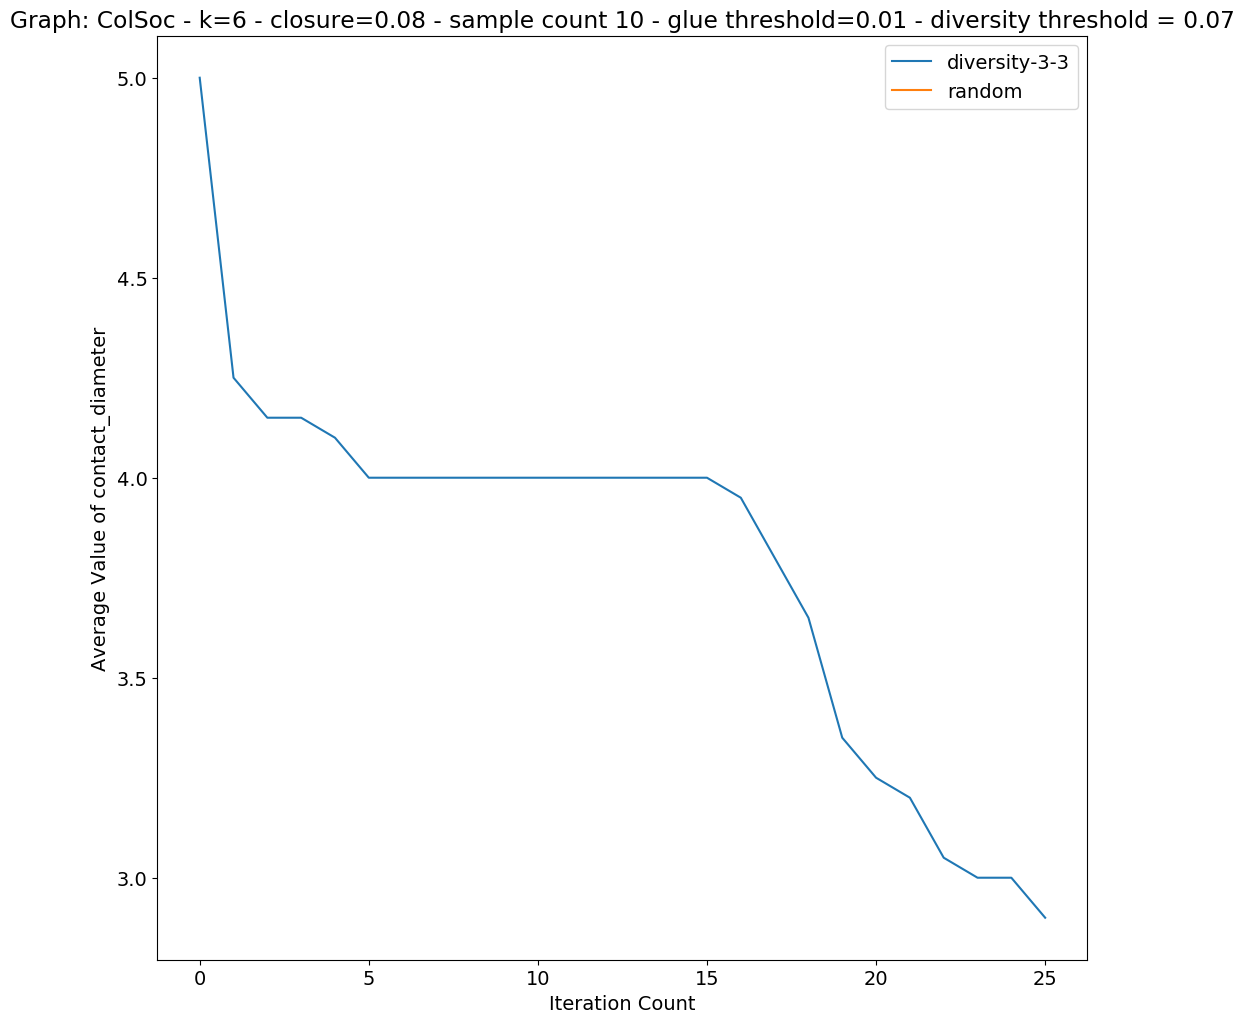 Graph: ColSoc - k=6 - closure=0.08 - sample count 10 - glue threshold=0.01 - diversity threshold = 0.07
diversity-3-3
random
5.0
4.5
4.0
3.5
3.0
Average Value of contact_diameter
0 5 10 15 20 25
Iteration Count